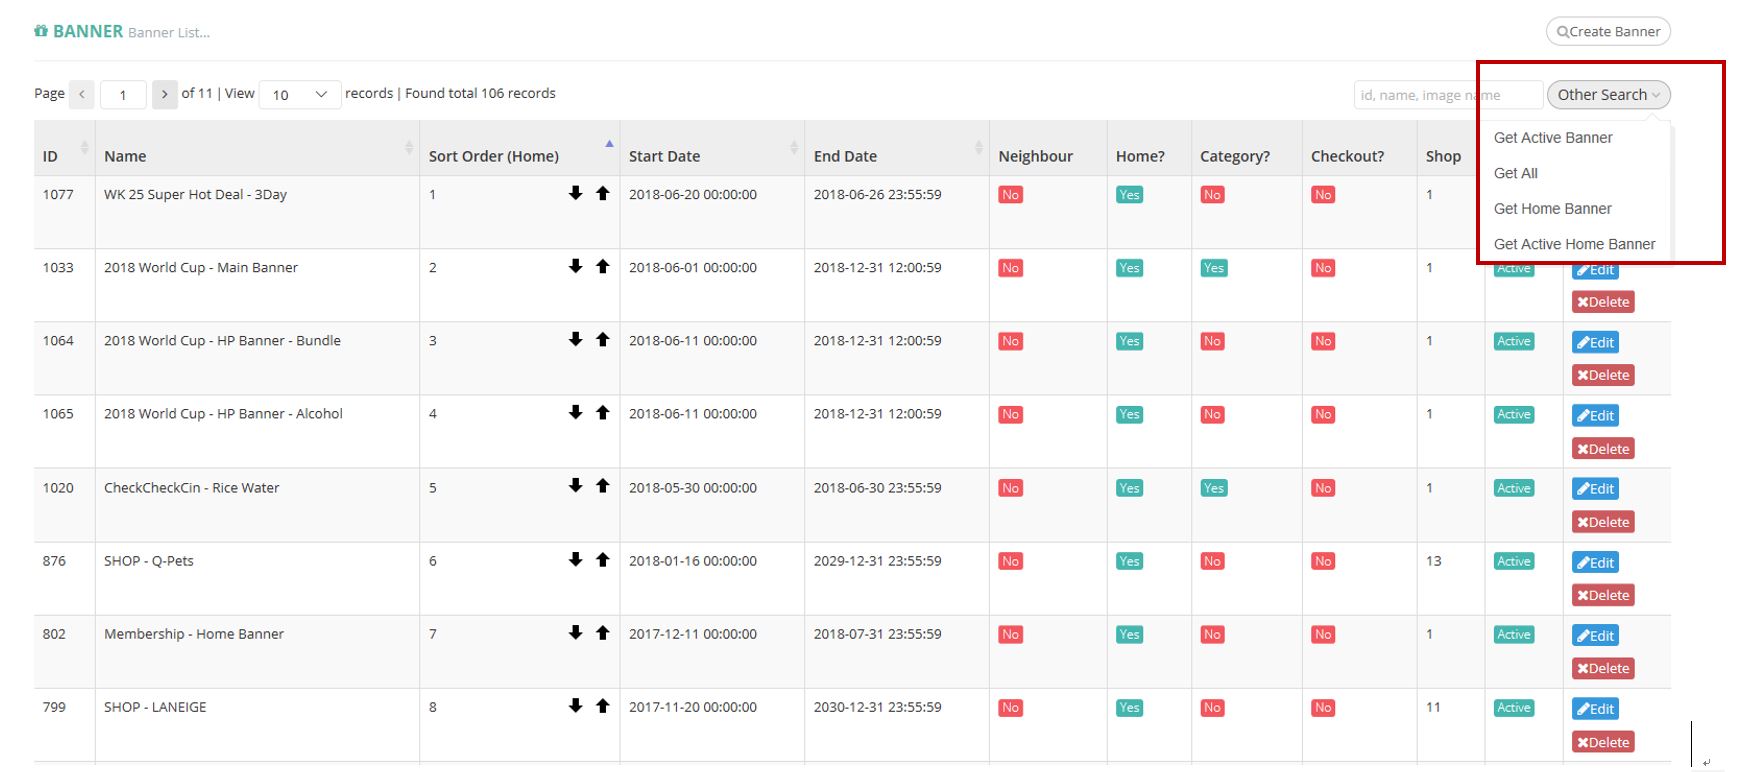 BANNER Banner List...
Create Banner
Page 1 of 11 | View 10 records | Found total 106 records
id, name, image name
Other Search
Get Active Banner
Get All
Get Home Banner
Get Active Home Banner
ID Name Sort Order (Home) Start Date End Date Neighbour Home? Category? Checkout? Shop
1077 WK 25 Super Hot Deal - 3Day 1 2018-06-20 00:00:00 2018-06-26 23:55:59 No Yes No No 1
1033 2018 World Cup - Main Banner 2 2018-06-01 00:00:00 2018-12-31 12:00:59 No Yes Yes No 1 Active Edit
Delete
1064 2018 World Cup - HP Banner - Bundle 3 2018-06-11 00:00:00 2018-12-31 12:00:59 No Yes No No 1 Active Edit
Delete
1065 2018 World Cup - HP Banner - Alcohol 4 2018-06-11 00:00:00 2018-12-31 12:00:59 No Yes No No 1 Active Edit
Delete
1020 CheckCheckCin - Rice Water 5 2018-05-30 00:00:00 2018-06-30 23:55:59 No Yes Yes No 1 Active Edit
Delete
876 SHOP - Q-Pets 6 2018-01-16 00:00:00 2029-12-31 23:55:59 No Yes No No 13 Active Edit
Delete
802 Membership - Home Banner 7 2017-12-11 00:00:00 2018-07-31 23:55:59 No Yes No No 1 Active Edit
Delete
799 SHOP - LANEIGE 8 2017-11-20 00:00:00 2030-12-31 23:55:59 No Yes No No 11 Active Edit
Delete